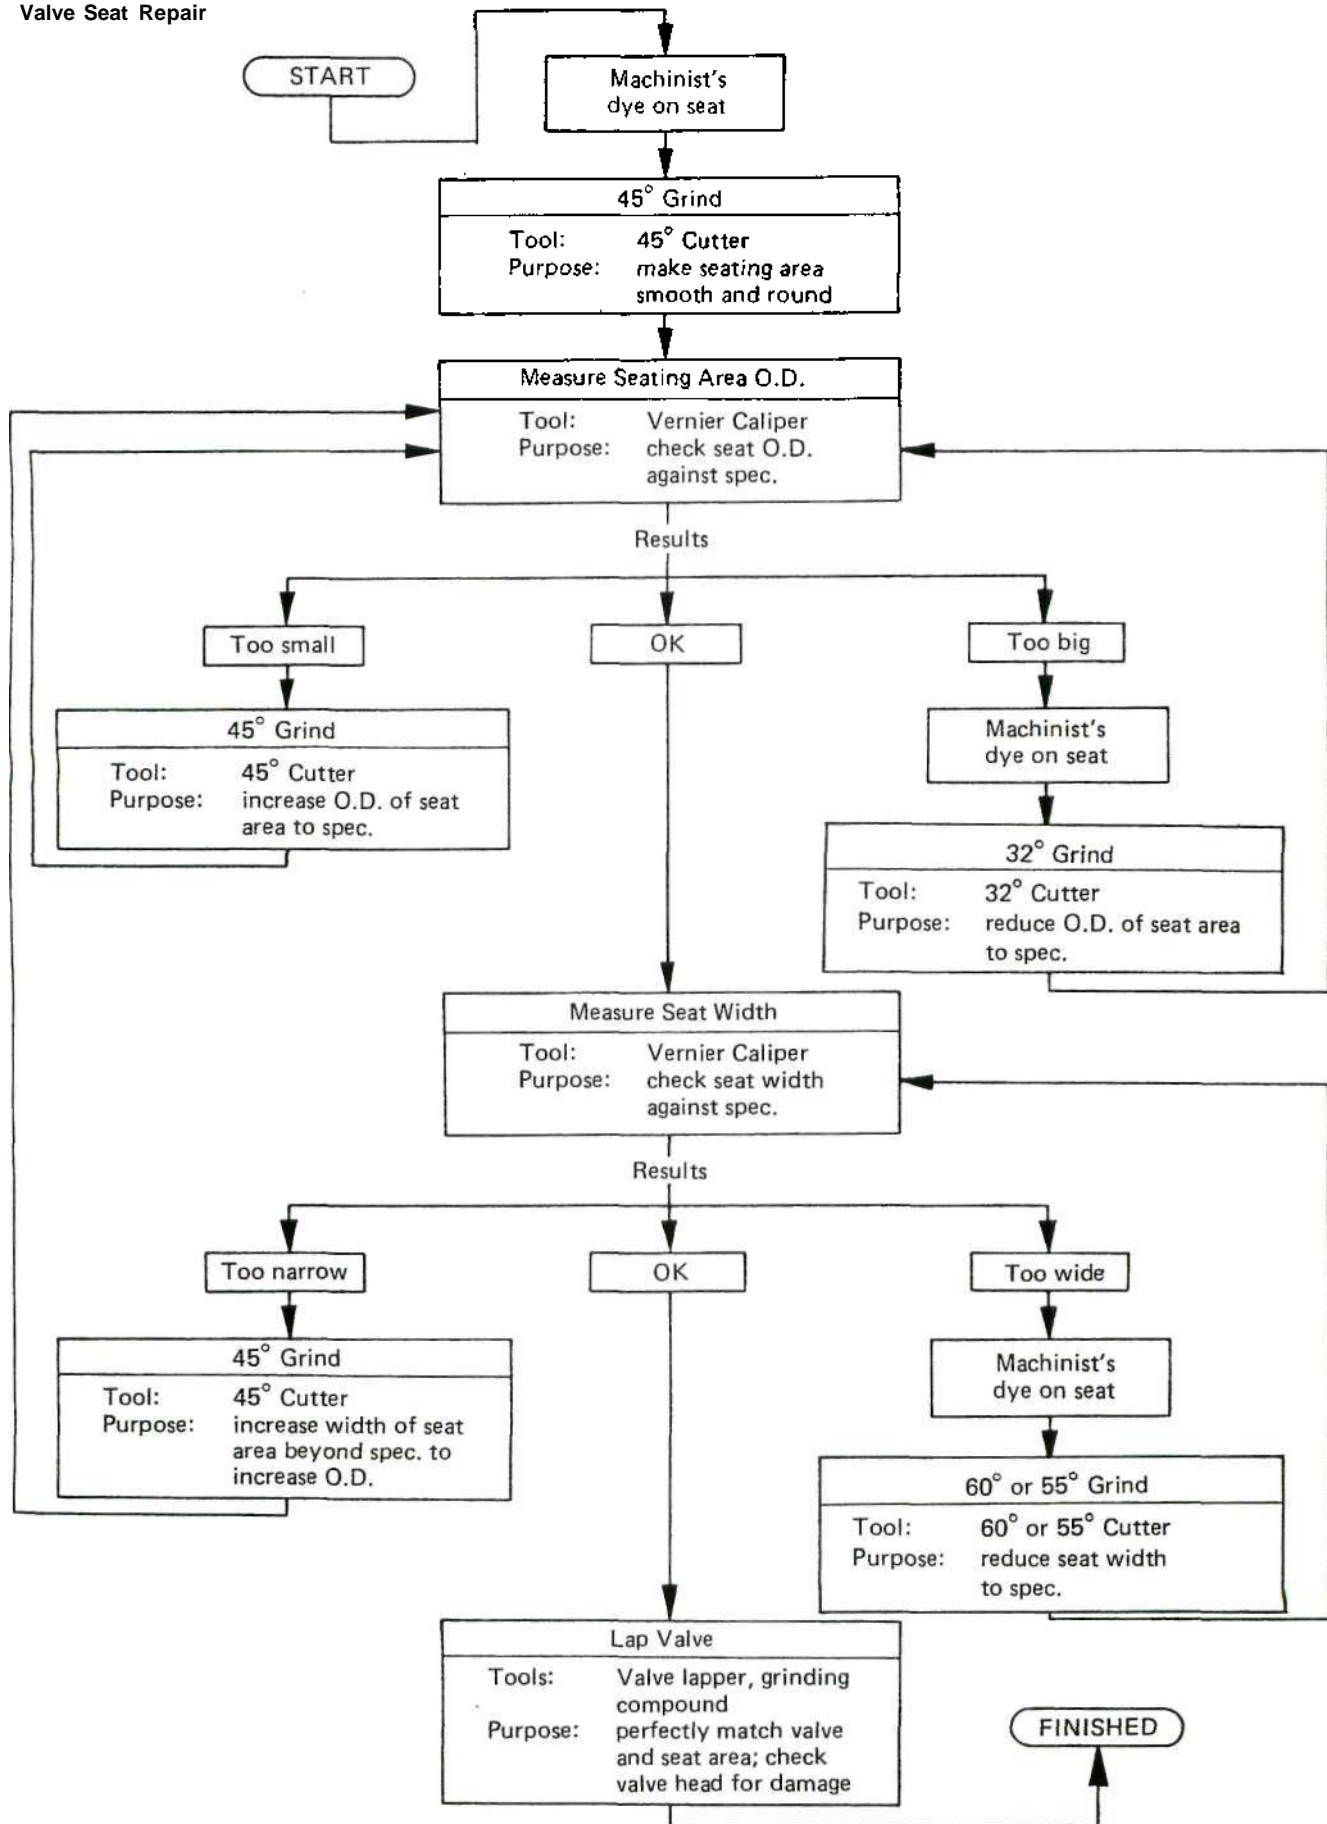 Valve Seat Repair
START
Machinist's
dye on seat
45° Grind
Tool: 45° Cutter
Purpose: make seating area
smooth and round
Measure Seating Area O.D.
Tool: Vernier Caliper
Purpose: check seat O.D.
against spec.
Results
Too small
OK
Too big
45° Grind
Tool: 45° Cutter
Purpose: increase O.D. of seat
area to spec.
Machinist's
dye on seat
32° Grind
Tool: 32° Cutter
Purpose: reduce O.D. of seat area
to spec.
Measure Seat Width
Tool: Vernier Caliper
Purpose: check seat width
against spec.
Results
Too narrow
OK
Too wide
45° Grind
Tool: 45° Cutter
Purpose: increase width of seat
area beyond spec. to
increase O.D.
Machinist's
dye on seat
60° or 55° Grind
Tool: 60° or 55° Cutter
Purpose: reduce seat width
to spec.
Lap Valve
Tools: Valve lapper, grinding
compound
Purpose: perfectly match valve
and seat area; check
valve head for damage
FINISHED